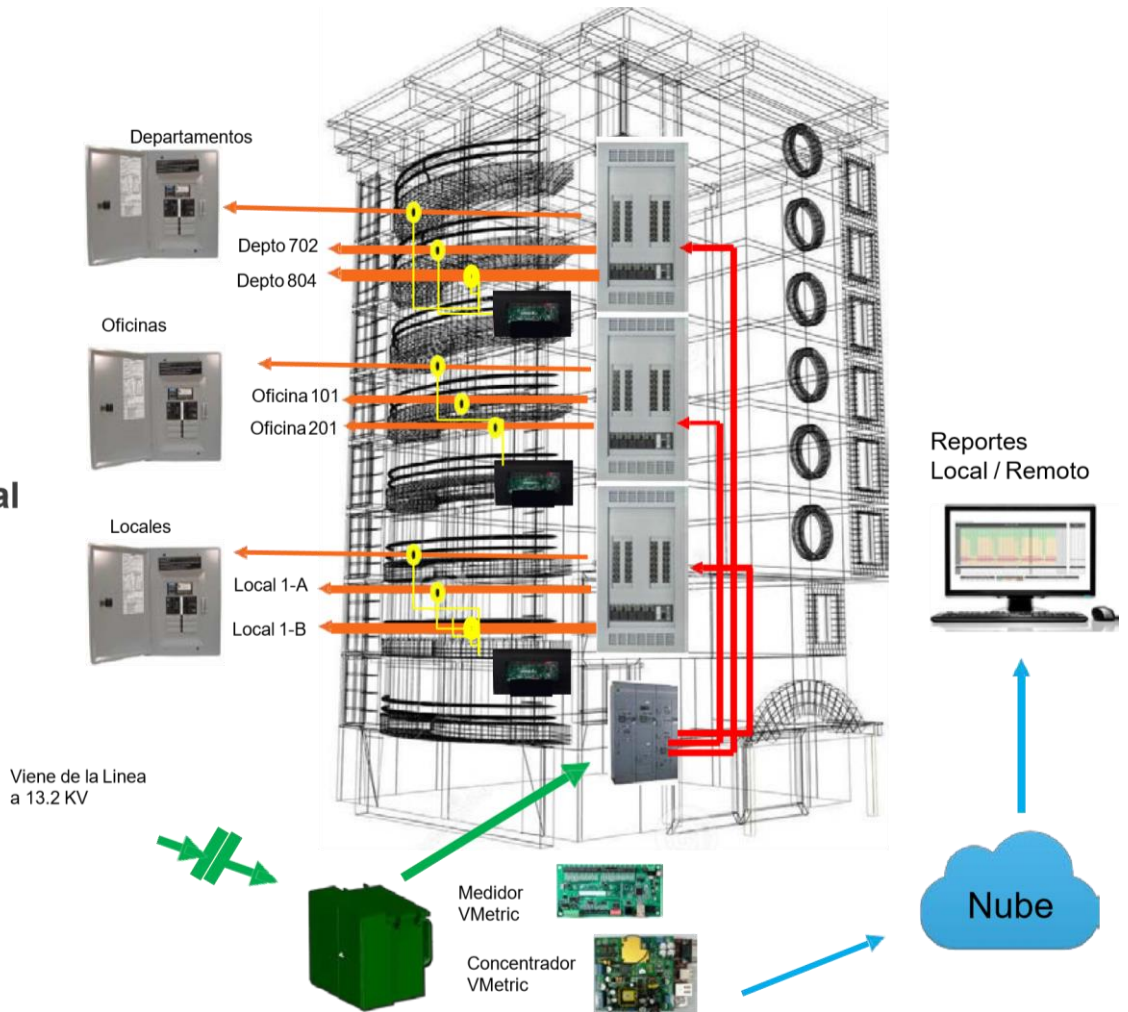 Departamentos
Depto 702
Depto 804
Oficinas
Oficina 101
Oficina 201
al
Locales
Local 1-A
Local 1-B
Reportes
Local / Remoto
Viene de la Linea
a 13.2 KV
Medidor
VMetric
Concentrador
VMetric
Nube